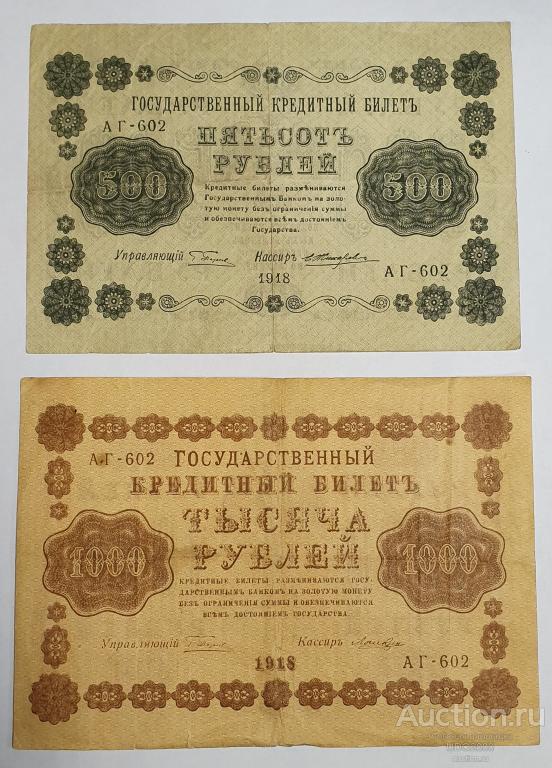 ГОСУДАРСТВЕННЫЙ КРЕДИТНЫЙ БИЛЕТЪ
АГ-602
ПЯТЬСОТЪ
РУБЛЕЙ
500 500
Кредитные билеты размѣниваются
Государственнымъ Банкомъ на золо-
тую монету безъ ограниченія суммы
и обезпечиваются всѣмъ достояніемъ
Государства.
Управляющій Кассиръ
1918
АГ-602
АГ-602 ГОСУДАРСТВЕННЫЙ
КРЕДИТНЫЙ БИЛЕТЪ
ТЫСЯЧА
РУБЛЕЙ
1000 1000
КРЕДИТНЫЕ БИЛЕТЫ РАЗМѢНИВАЮТСЯ ГОСУ-
ДАРСТВЕННЫМЪ БАНКОМЪ НА ЗОЛОТУЮ МОНЕТУ
БЕЗЪ ОГРАНИЧЕНІЯ СУММЫ И ОБЕЗПЕЧИВАЮТСЯ
ВСѢМЪ ДОСТОЯНІЕМЪ ГОСУДАРСТВА.
Управляющій Кассиръ
1918
АГ-602
Auction.ru